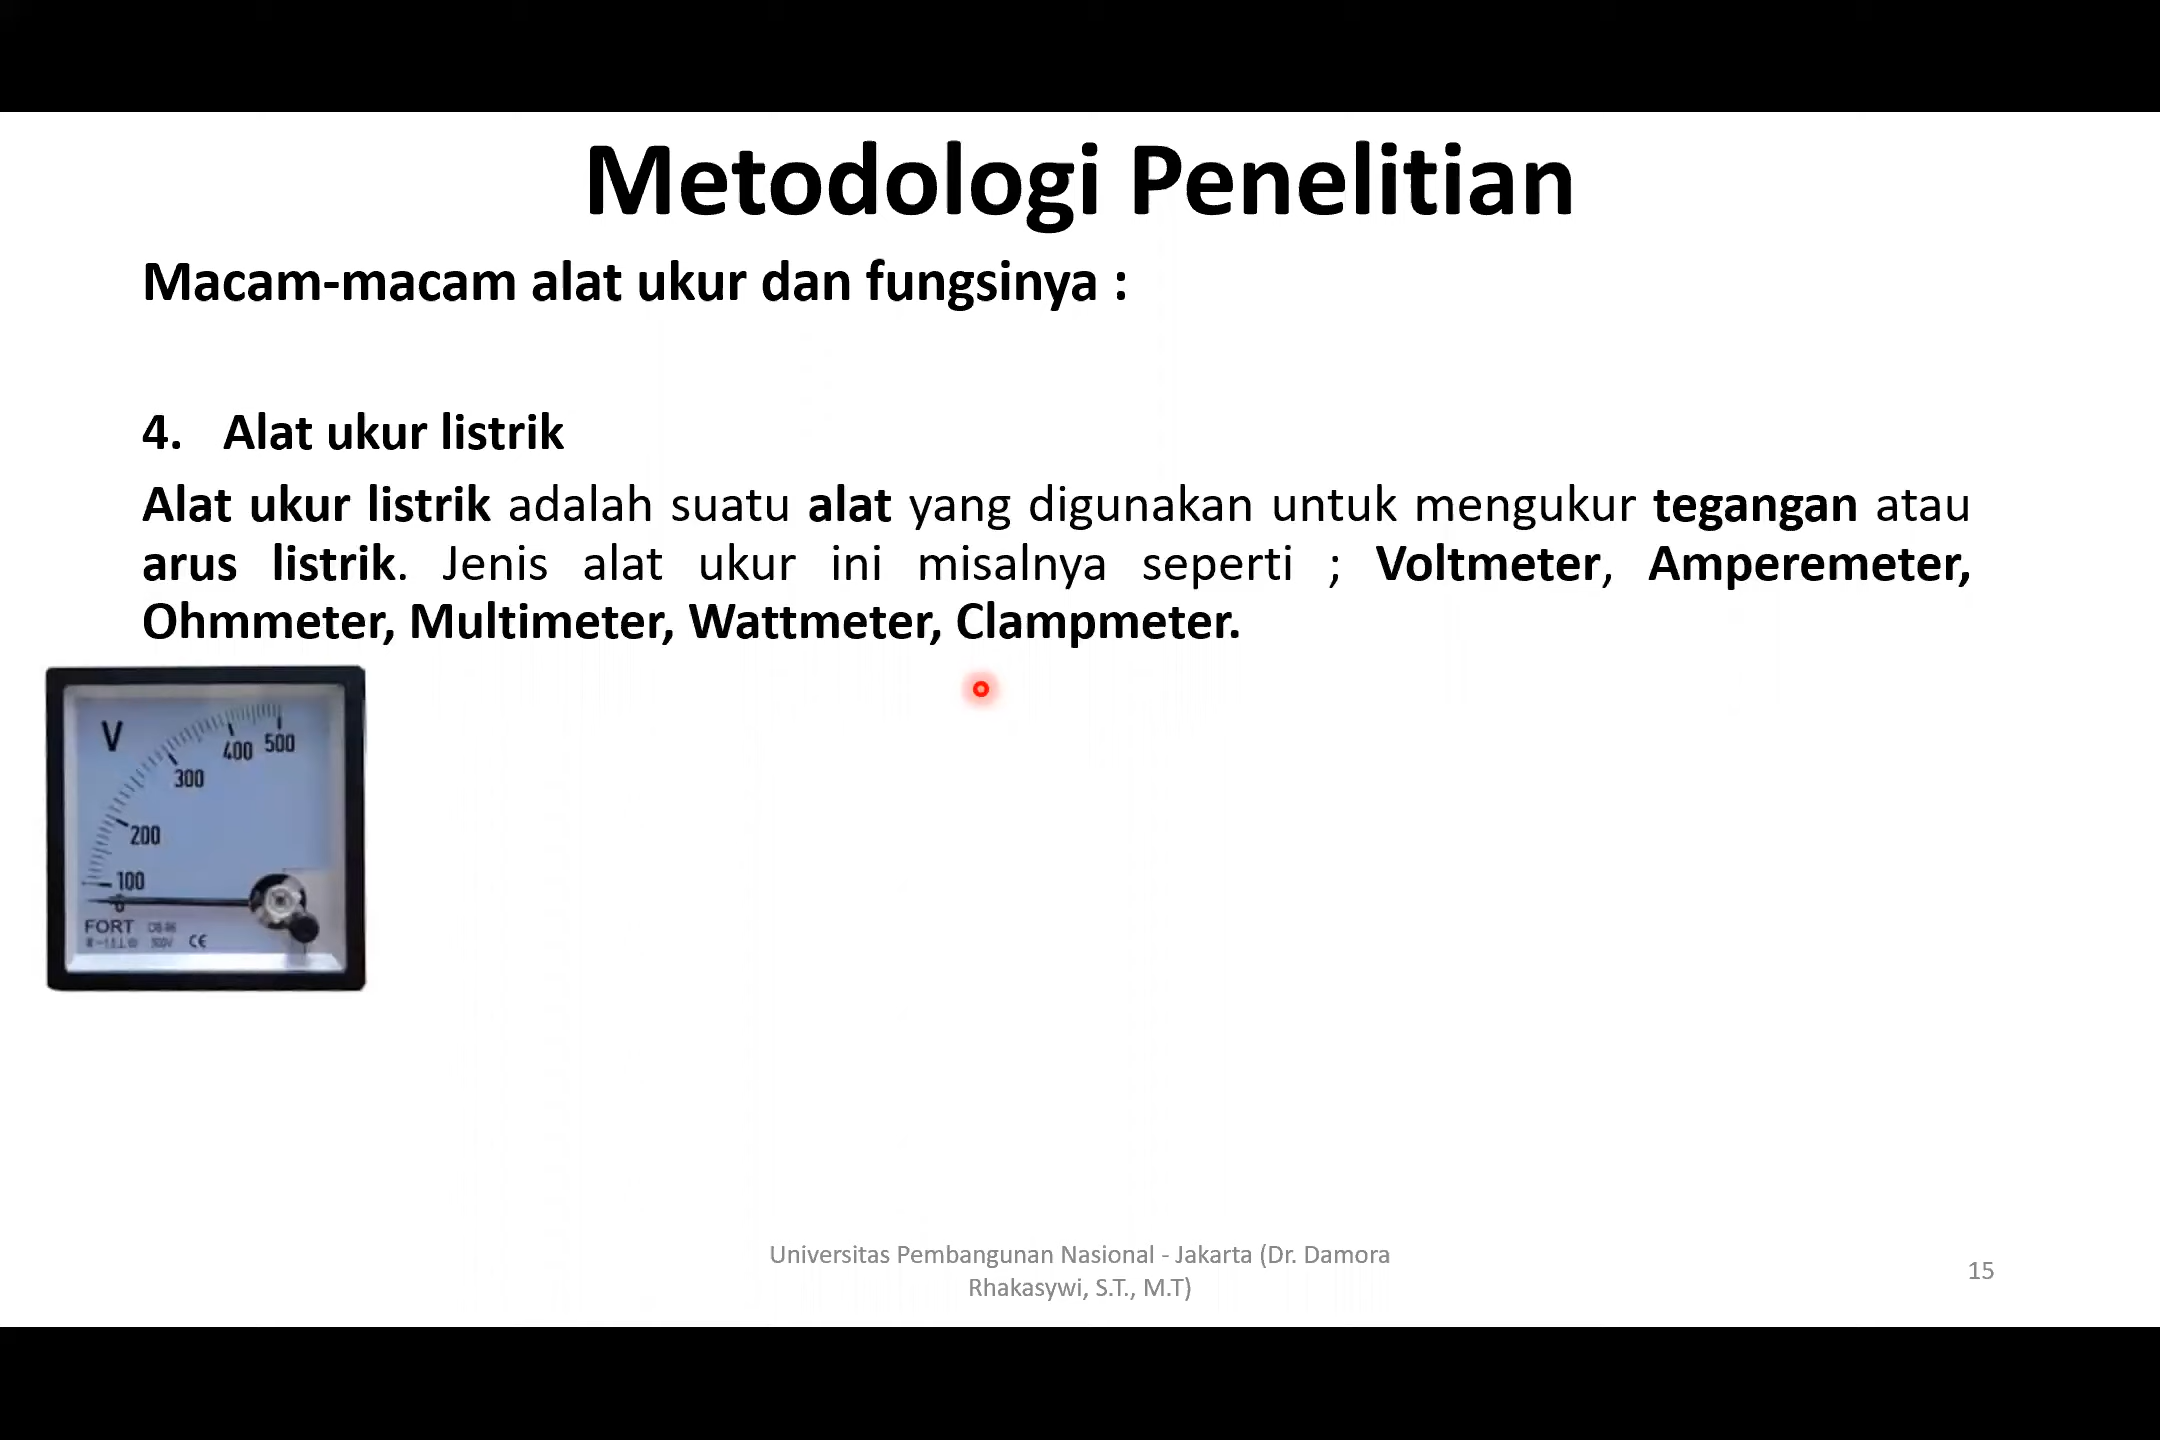 Metodologi Penelitian
Macam-macam alat ukur dan fungsinya :
4. Alat ukur listrik
Alat ukur listrik adalah suatu alat yang digunakan untuk mengukur tegangan atau
arus listrik. Jenis alat ukur ini misalnya seperti ; Voltmeter, Amperemeter,
Ohmmeter, Multimeter, Wattmeter, Clampmeter.
V
400 500
300
200
100
0
FORT
500V CE
Universitas Pembangunan Nasional - Jakarta (Dr. Damora
Rhakasywi, S.T., M.T)
15